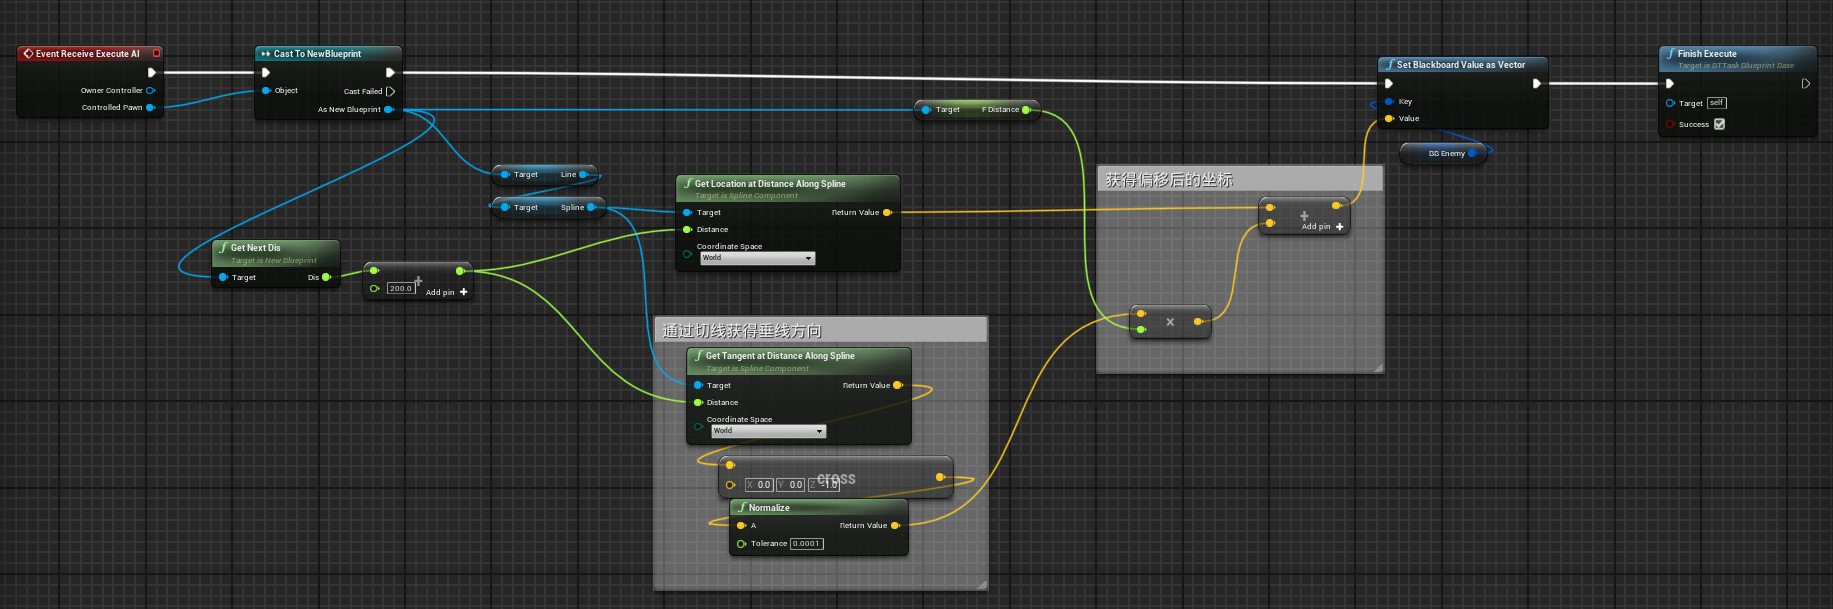 Event Receive Execute AI
Owner Controller
Controlled Pawn
Cast To NewBlueprint
Object
Cast Failed
As New Blueprint
Target F Distance
Set Blackboard Value as Vector
Key
Value
BB Enemy
Finish Execute
Target is BTTask Blueprint Base
Target self
Success
Target Line
Target Spline
Get Location at Distance Along Spline
Target is Spline Component
Target Return Value
Distance
Coordinate Space
World
获得偏移后的坐标
+
Add pin +
×
Get Next Dis
Target is New Blueprint
Target Dis
+
200.0 Add pin +
通过切线获得垂线方向
Get Tangent at Distance Along Spline
Target is Spline Component
Target Return Value
Distance
Coordinate Space
World
cross
X 0.0 Y 0.0 Z -1.0
Normalize
A Return Value
Tolerance 0.0001